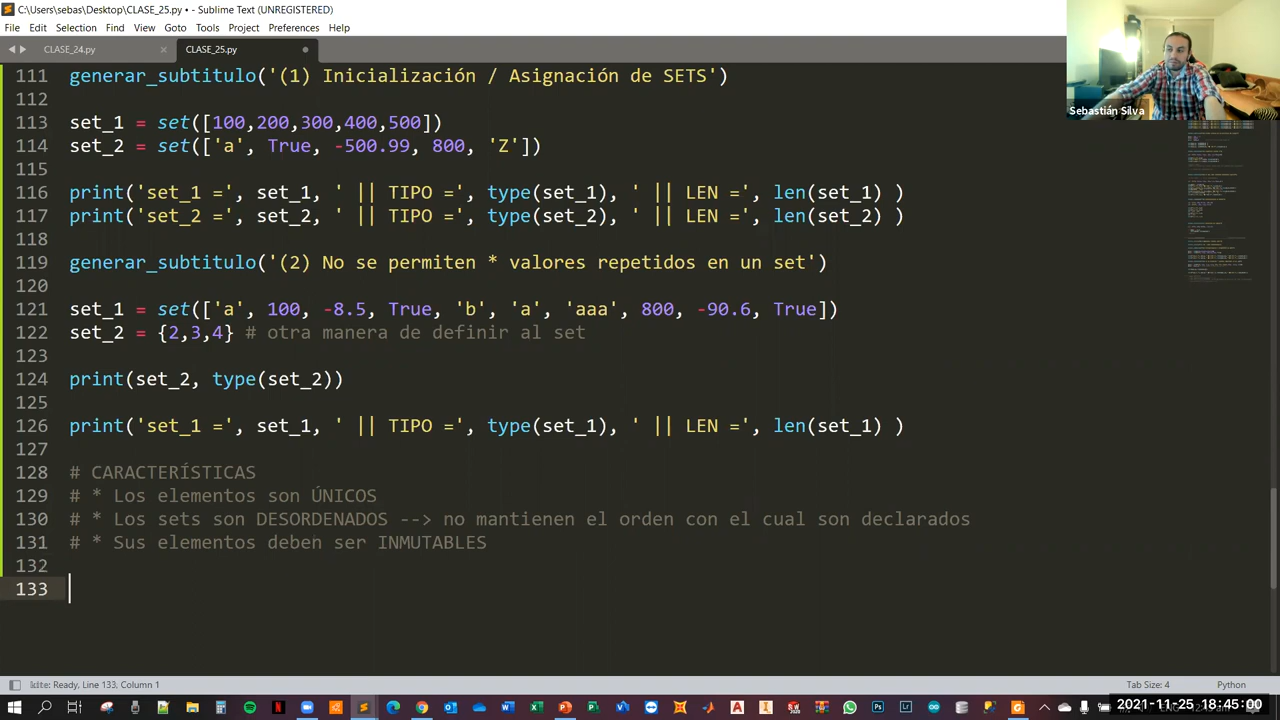 C:\Users\sebas\Desktop\CLASE_25.py • - Sublime Text (UNREGISTERED)
File Edit Selection Find View Goto Tools Project Preferences Help
CLASE_24.py CLASE_25.py
111 generar_subtitulo('(1) Inicialización / Asignación de SETS')
112
113 set_1 = set([100,200,300,400,500])
114 set_2 = set(['a', True, -500.99, 800, 'Z'])
115
116 print('set_1 =', set_1, ' || TIPO =', type(set_1), ' || LEN =', len(set_1) )
117 print('set_2 =', set_2, ' || TIPO =', type(set_2), ' || LEN =', len(set_2) )
118
119 generar_subtitulo('(2) No se permiten valores repetidos en un set')
120
121 set_1 = set(['a', 100, -8.5, True, 'b', 'a', 'aaa', 800, -90.6, True])
122 set_2 = {2,3,4} # otra manera de definir al set
123
124 print(set_2, type(set_2))
125
126 print('set_1 =', set_1, ' || TIPO =', type(set_1), ' || LEN =', len(set_1) )
127
128 # CARACTERÍSTICAS
129 # * Los elementos son ÚNICOS
130 # * Los sets son DESORDENADOS --> no mantienen el orden con el cual son declarados
131 # * Sus elementos deben ser INMUTABLES
132
133
Sebastián Silva
Line 133, Column 1
Tab Size: 4 Python
2021-11-25 18:45:00